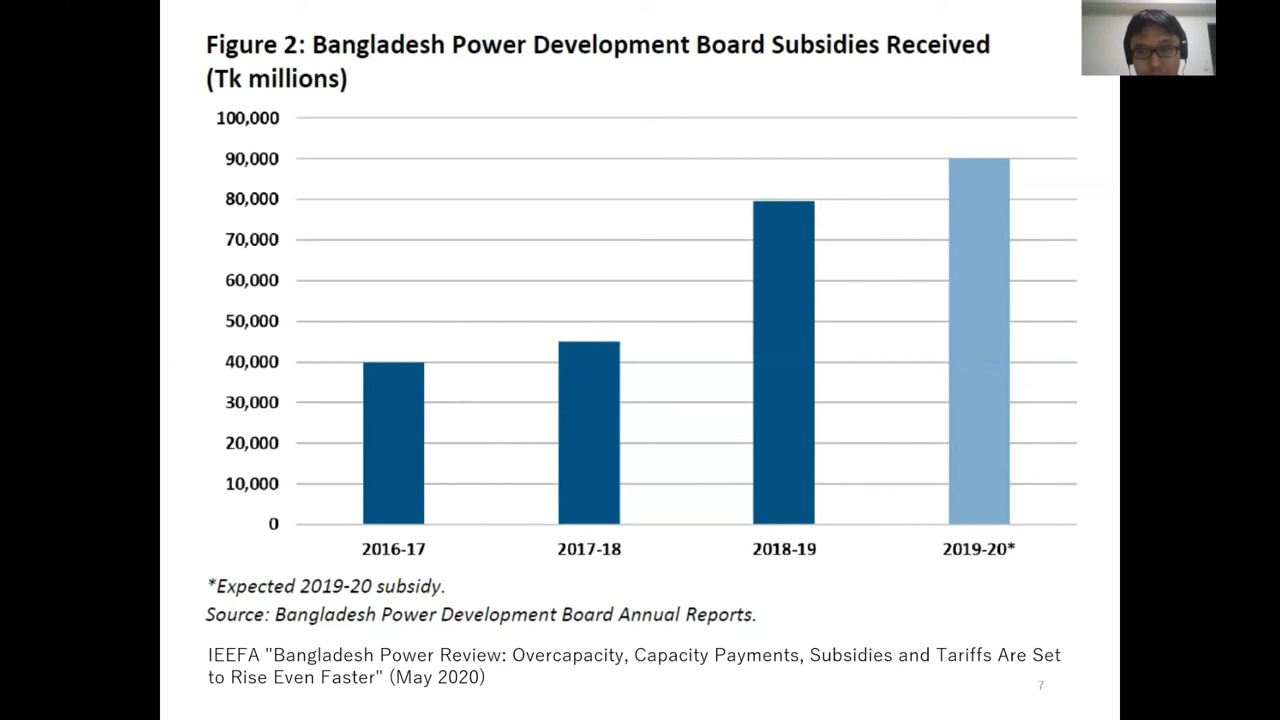 Figure 2: Bangladesh Power Development Board Subsidies Received
(Tk millions)
100,000
90,000
80,000
70,000
60,000
50,000
40,000
30,000
20,000
10,000
0
2016-17
2017-18
2018-19
2019-20*
*Expected 2019-20 subsidy.
Source: Bangladesh Power Development Board Annual Reports.
IEEFA "Bangladesh Power Review: Overcapacity, Capacity Payments, Subsidies and Tariffs Are Set
to Rise Even Faster" (May 2020)
7